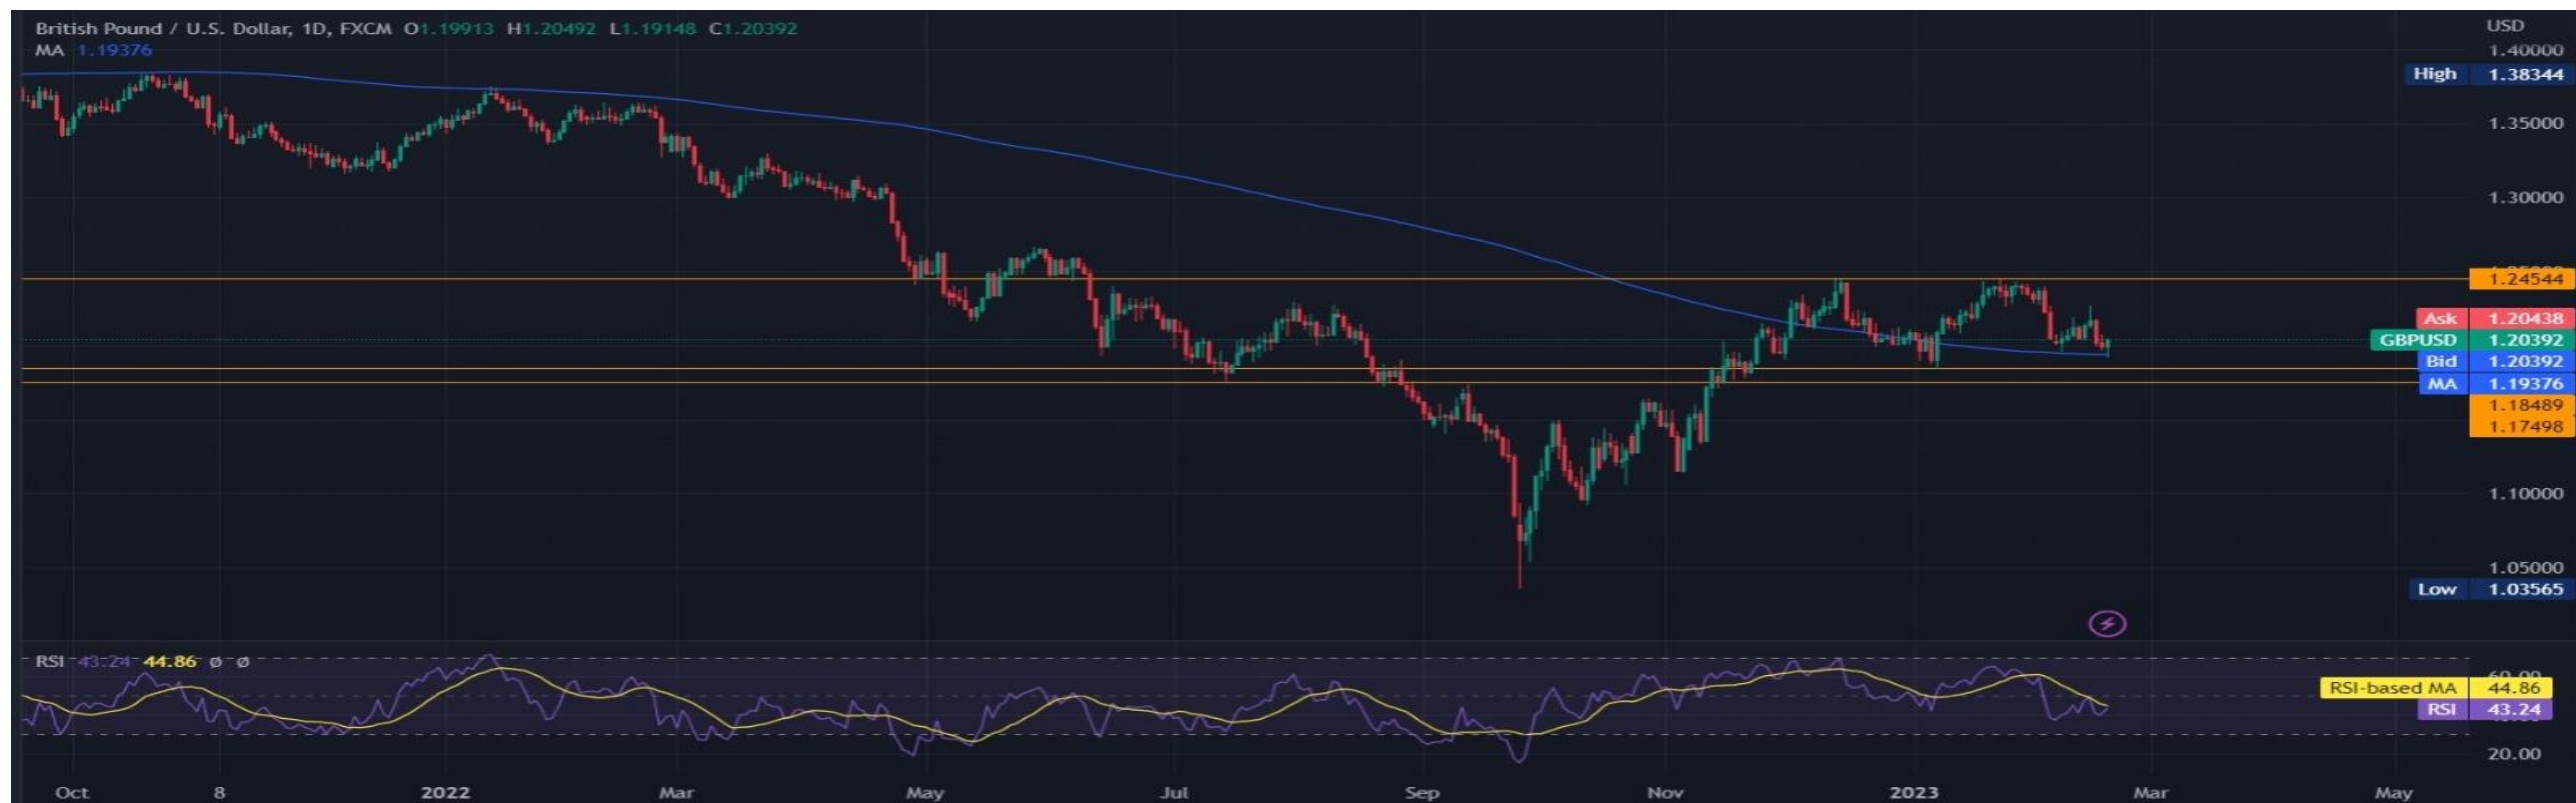 British Pound / U.S. Dollar, 1D, FXCM O1.19913 H1.20492 L1.19148 C1.20392
MA 1.19376
USD
1.40000
High 1.38344
1.35000
1.30000
1.24544
Ask 1.20438
GBPUSD 1.20392
Bid 1.20392
MA 1.19376
1.18489
1.17498
1.10000
1.05000
Low 1.03565
RSI 43.24 44.86 ø ø
60.00
RSI-based MA 44.86
RSI 43.24
20.00
Oct 8 2022 Mar May Jul Sep Nov 2023 Mar May